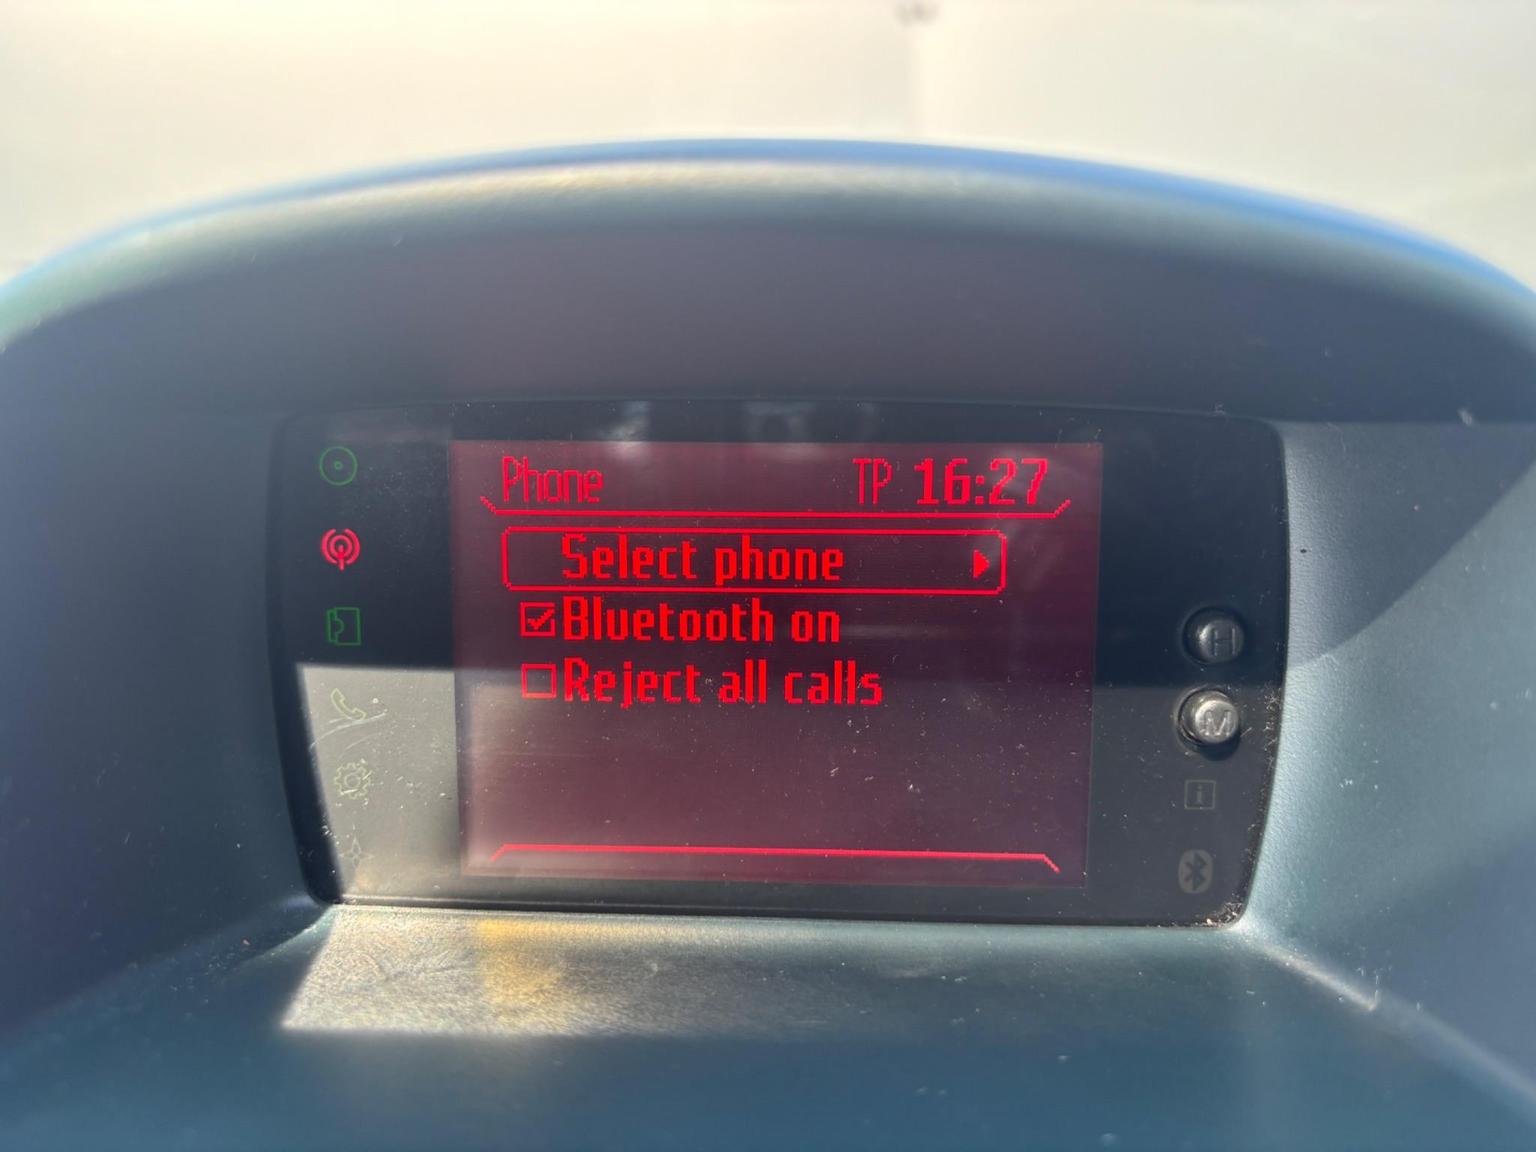 Phone TP 16:27
Select phone
Bluetooth on
Reject all calls
H
M
i